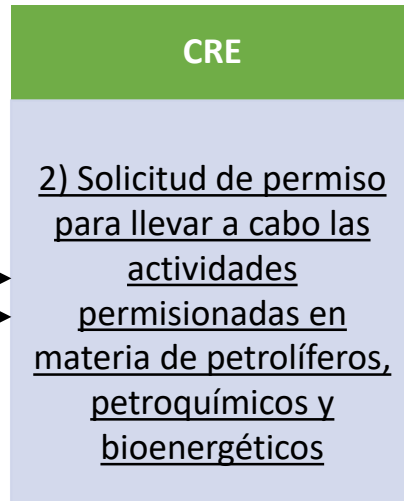 CRE
2) Solicitud de permiso
para llevar a cabo las
actividades
permisionadas en
materia de petrolíferos,
petroquímicos y
bioenergéticos